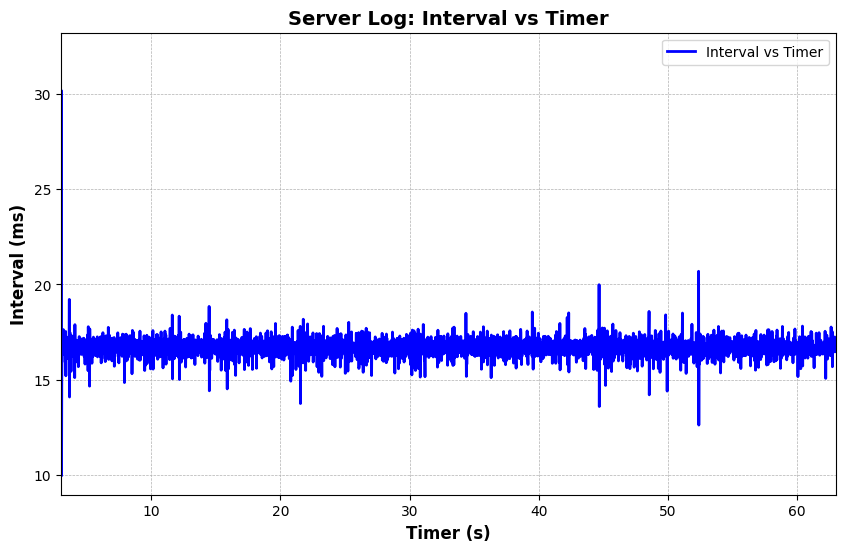 Server Log: Interval vs Timer
Interval vs Timer
30
25
20
15
10
Interval (ms)
10 20 30 40 50 60
Timer (s)